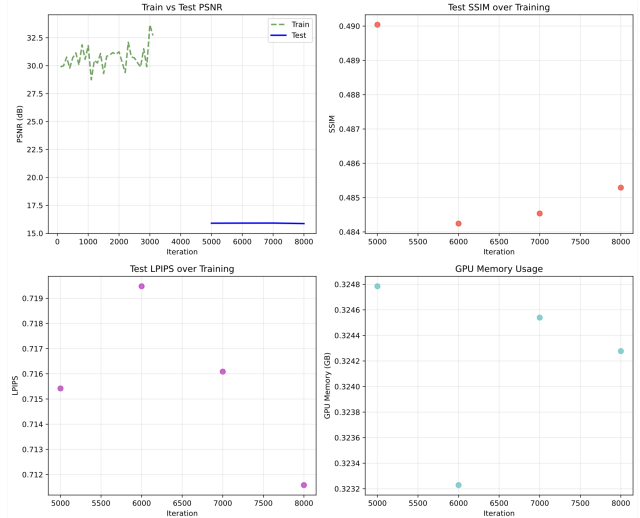 Train vs Test PSNR
Train
Test
PSNR (dB)
32.5
30.0
27.5
25.0
22.5
20.0
17.5
15.0
0 1000 2000 3000 4000 5000 6000 7000 8000
Iteration
Test SSIM over Training
SSIM
0.490
0.489
0.488
0.487
0.486
0.485
0.484
5000 5500 6000 6500 7000 7500 8000
Iteration
Test LPIPS over Training
LPIPS
0.719
0.718
0.717
0.716
0.715
0.714
0.713
0.712
5000 5500 6000 6500 7000 7500 8000
Iteration
GPU Memory Usage
GPU Memory (GB)
0.3248
0.3246
0.3244
0.3242
0.3240
0.3238
0.3236
0.3234
0.3232
5000 5500 6000 6500 7000 7500 8000
Iteration